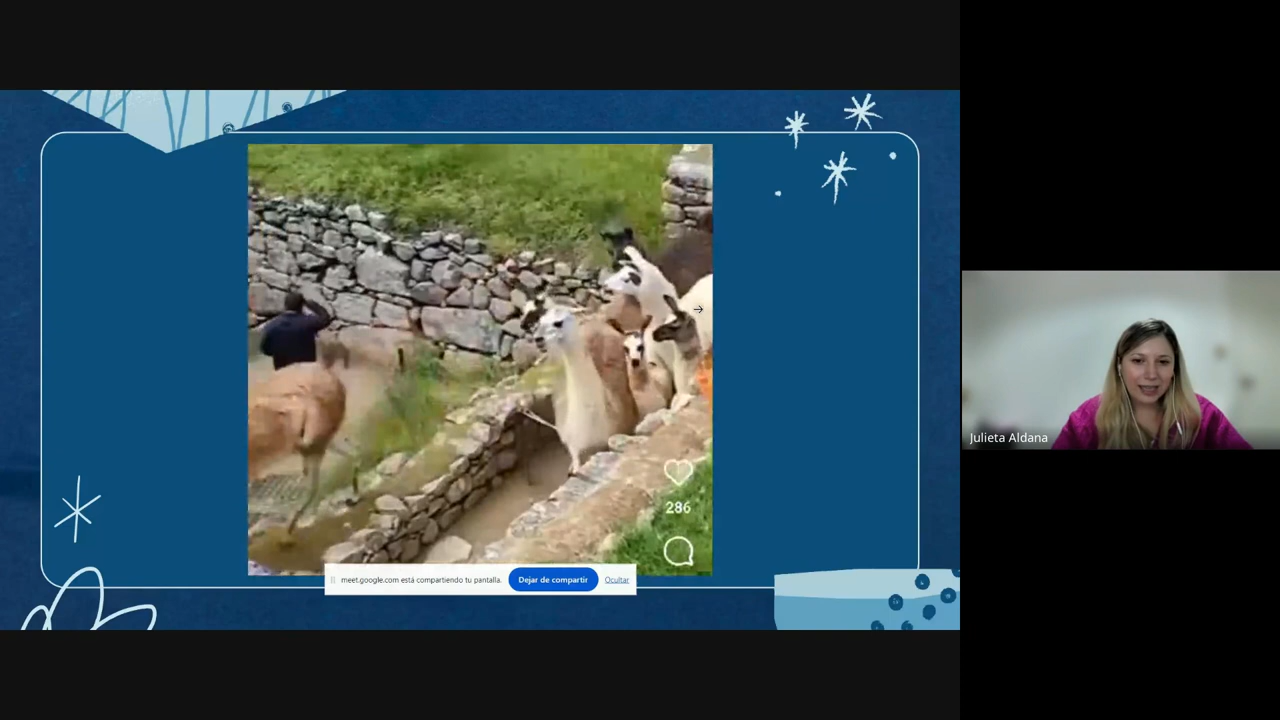 286
meet.google.com está compartiendo tu pantalla.
Dejar de compartir
Ocultar
Julieta Aldana